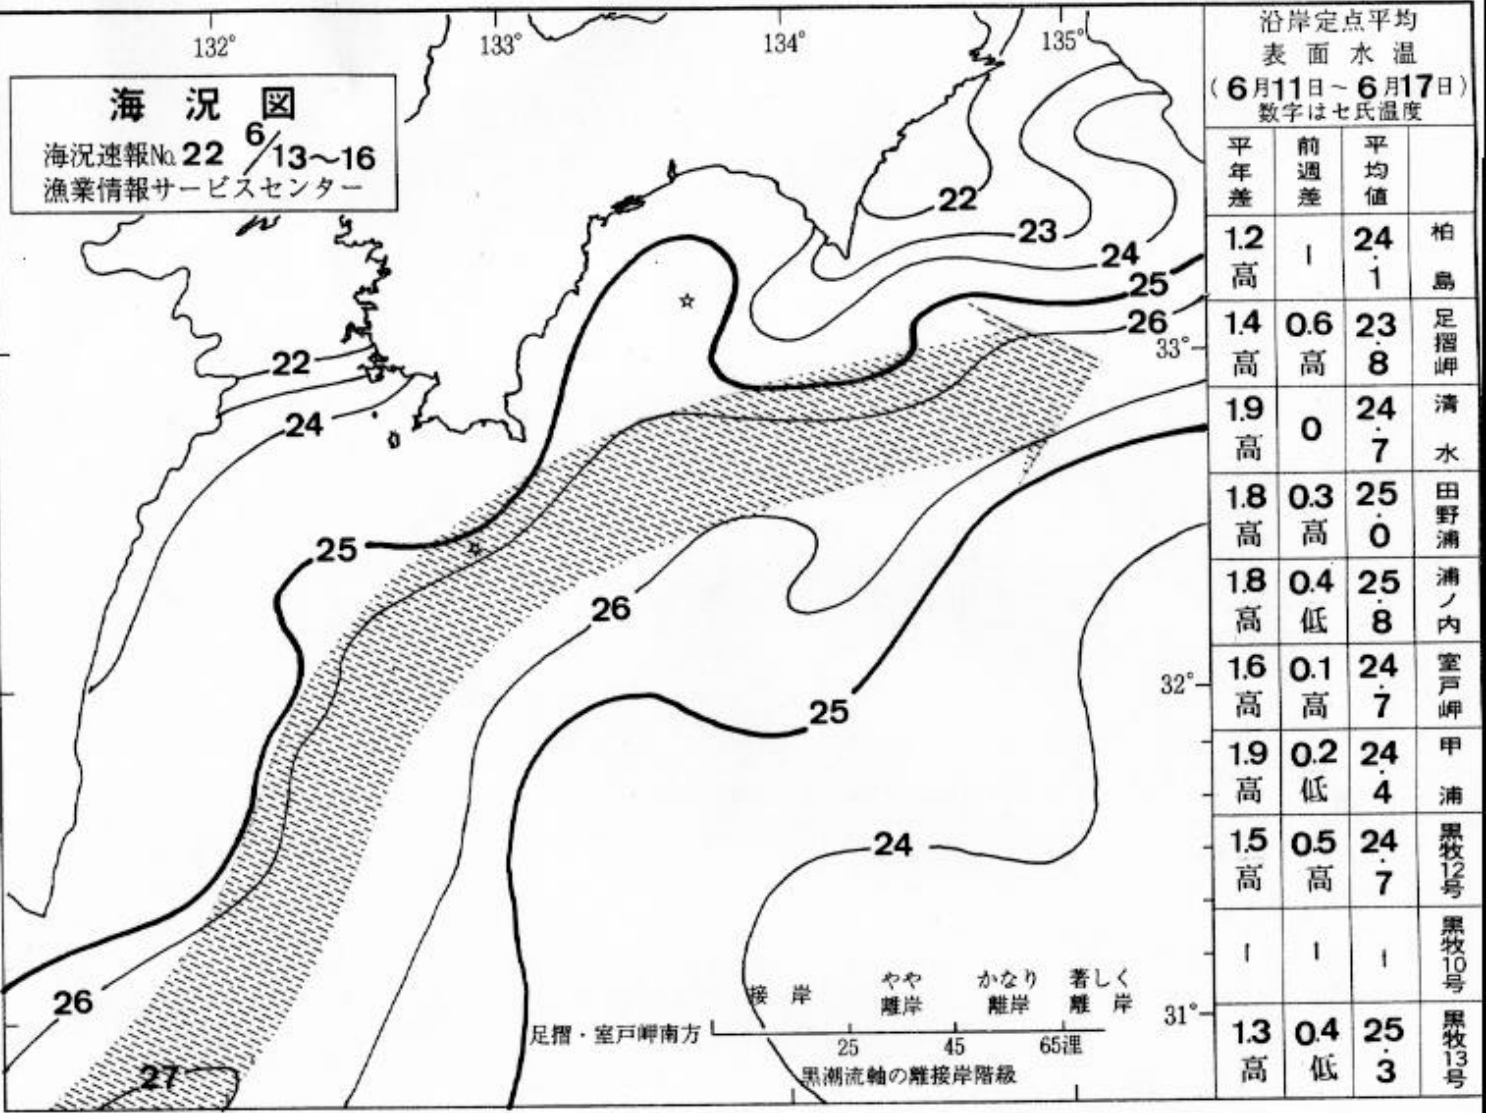 132°
133°
134°
135°
海況図
海況速報No.22 6/13～16
漁業情報サービスセンター
22
23
24
25
26
33°
22
24
25
26
25
32°
24
26
27
31°
接岸
やや離岸
かなり離岸
著しく離岸
足摺・室戸岬南方
25 45 65浬
黒潮流軸の離接岸階級
沿岸定点平均
表面水温
(6月11日～6月17日)
数字はセ氏温度
平年差 前週差 平均値
1.2高 − 24.1 柏島
1.4高 0.6高 23.8 足摺岬
1.9高 0 24.7 清水
1.8高 0.3高 25.0 田野浦
1.8高 0.4低 25.8 浦ノ内
1.6高 0.1高 24.7 室戸岬
1.9高 0.2低 24.4 甲浦
1.5高 0.5高 24.7 黒牧12号
− − − 黒牧10号
1.3高 0.4低 25.3 黒牧13号